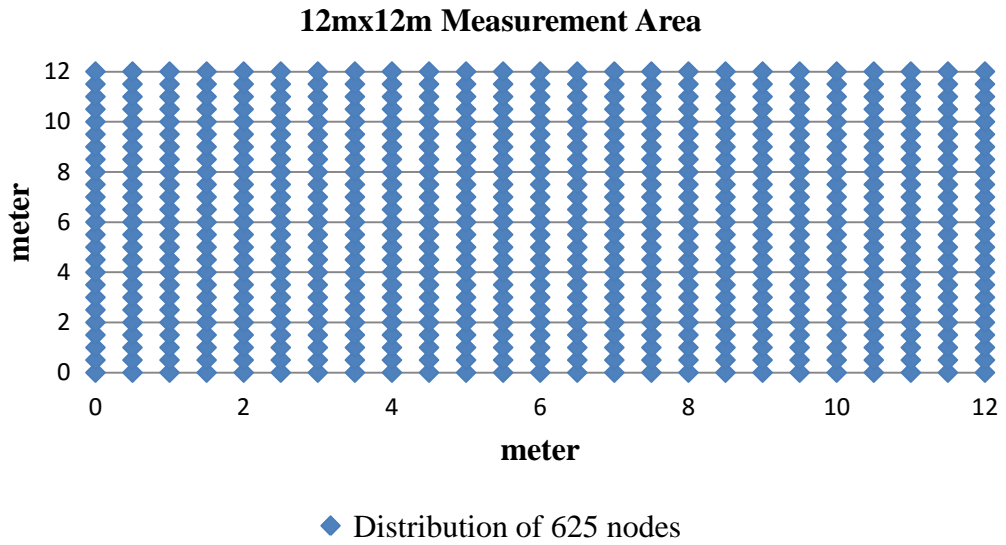 12mx12m Measurement Area
12
10
8
6
4
2
0
meter
0 2 4 6 8 10 12
meter
Distribution of 625 nodes